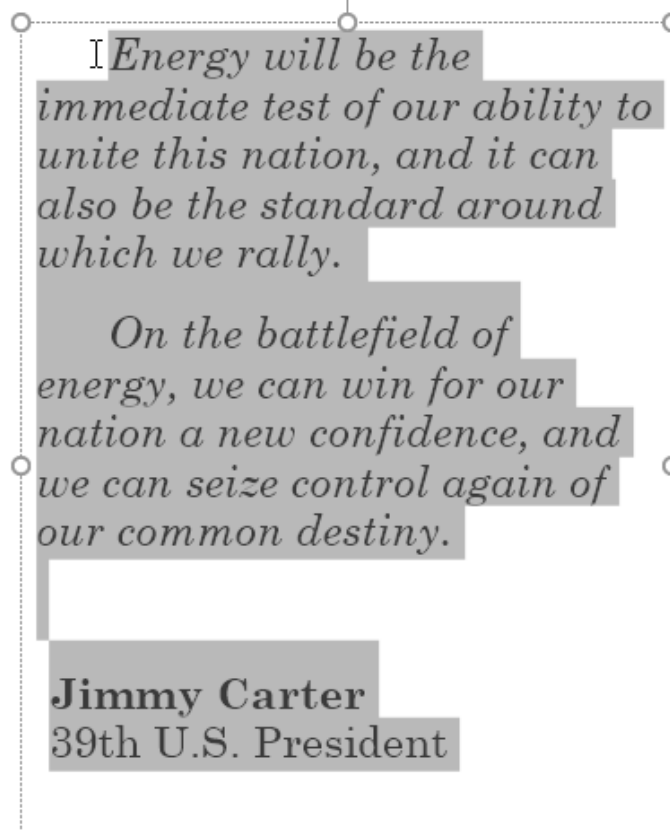 Energy will be the
immediate test of our ability to
unite this nation, and it can
also be the standard around
which we rally.
On the battlefield of
energy, we can win for our
nation a new confidence, and
we can seize control again of
our common destiny.
Jimmy Carter
39th U.S. President